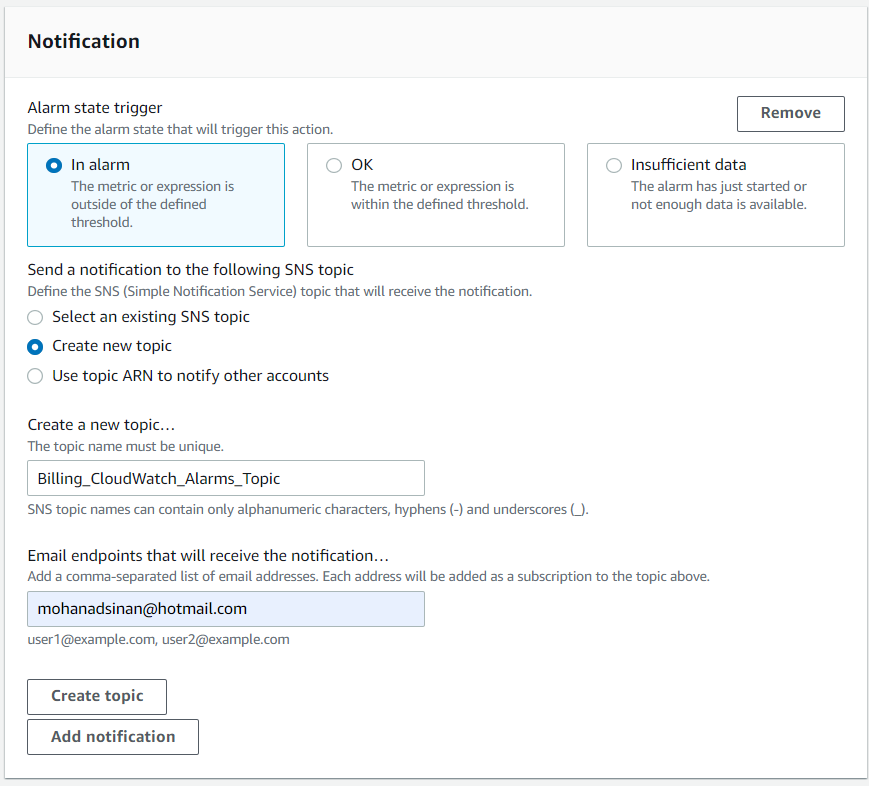 Notification
Alarm state trigger
Define the alarm state that will trigger this action.
Remove
In alarm
The metric or expression is
outside of the defined
threshold.
OK
The metric or expression is
within the defined threshold.
Insufficient data
The alarm has just started or
not enough data is available.
Send a notification to the following SNS topic
Define the SNS (Simple Notification Service) topic that will receive the notification.
Select an existing SNS topic
Create new topic
Use topic ARN to notify other accounts
Create a new topic…
The topic name must be unique.
Billing_CloudWatch_Alarms_Topic
SNS topic names can contain only alphanumeric characters, hyphens (-) and underscores (_).
Email endpoints that will receive the notification…
Add a comma-separated list of email addresses. Each address will be added as a subscription to the topic above.
mohanadsinan@hotmail.com
user1@example.com, user2@example.com
Create topic
Add notification